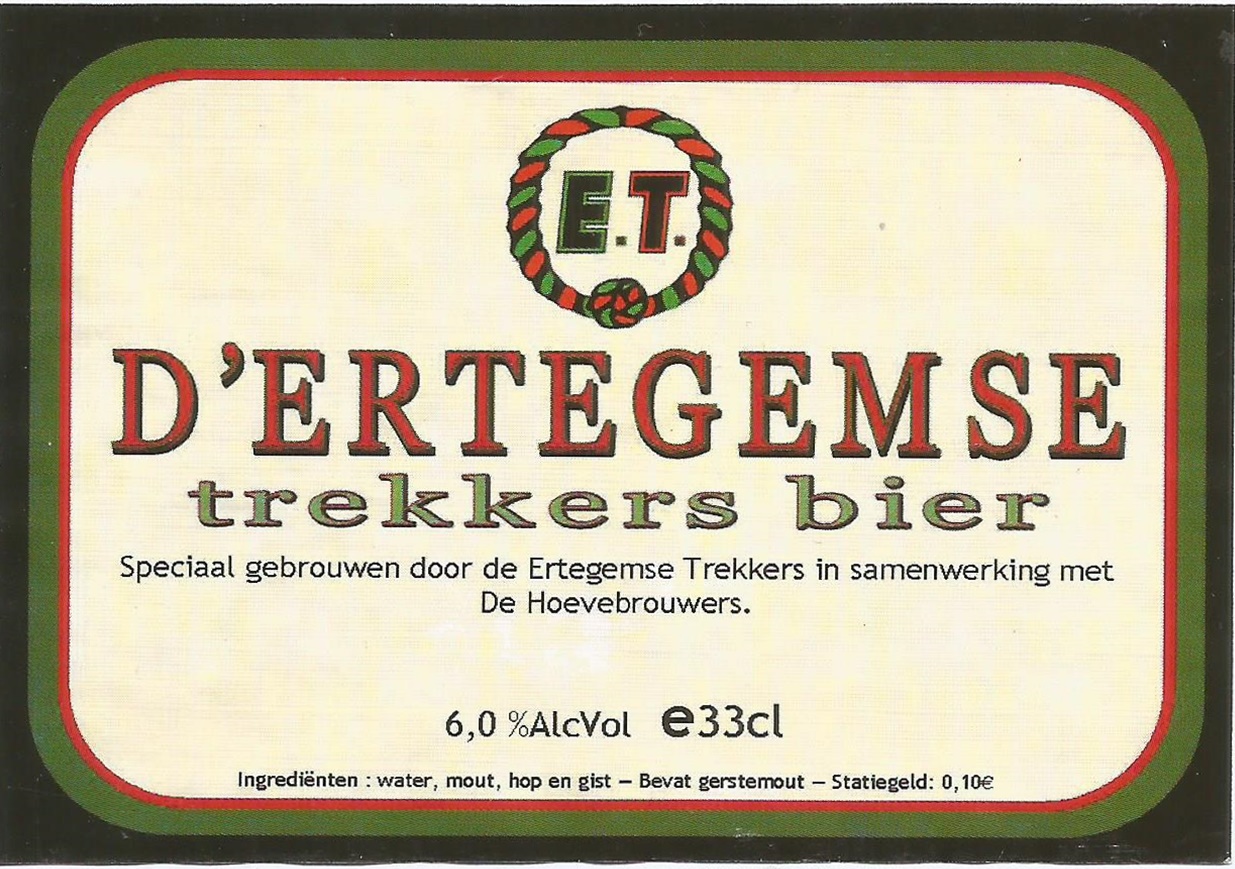 E.T.
D'ERTEGEMSE
trekkers bier
Speciaal gebrouwen door de Ertegemse Trekkers in samenwerking met
De Hoevebrouwers.
6,0 %AlcVol e33cl
Ingrediënten : water, mout, hop en gist – Bevat gerstemout – Statiegeld: 0,10€